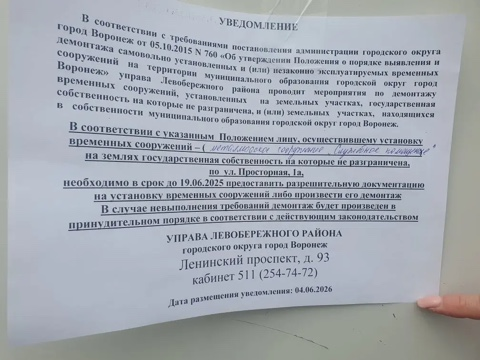 УВЕДОМЛЕНИЕ
В соответствии с требованиями постановления администрации городского округа
город Воронеж от 05.10.2015 N 760 «Об утверждении Положения о порядке выявления и
демонтажа самовольно установленных и (или) незаконно эксплуатируемых временных
сооружений на территории муниципального образования городской округ город
Воронеж» управа Левобережного района проводит мероприятия по демонтажу
временных сооружений, установленных на земельных участках, государственная
собственность на которые не разграничена, и (или) земельных участках, находящихся
в собственности муниципального образования городской округ город Воронеж.
В соответствии с указанным Положением лицу, осуществившему установку
временных сооружений – ( металлическое сооружение "
на землях государственная собственность на которые не разграничена,
по ул. Просторная, 1а,
необходимо в срок до 19.06.2025 предоставить разрешительную документацию
на установку временных сооружений либо произвести его демонтаж
В случае невыполнения требований демонтаж будет произведен в
принудительном порядке в соответствии с действующим законодательством
УПРАВА ЛЕВОБЕРЕЖНОГО РАЙОНА
городского округа город Воронеж
Ленинский проспект, д. 93
кабинет 511 (254-74-72)
Дата размещения уведомления: 04.06.2026